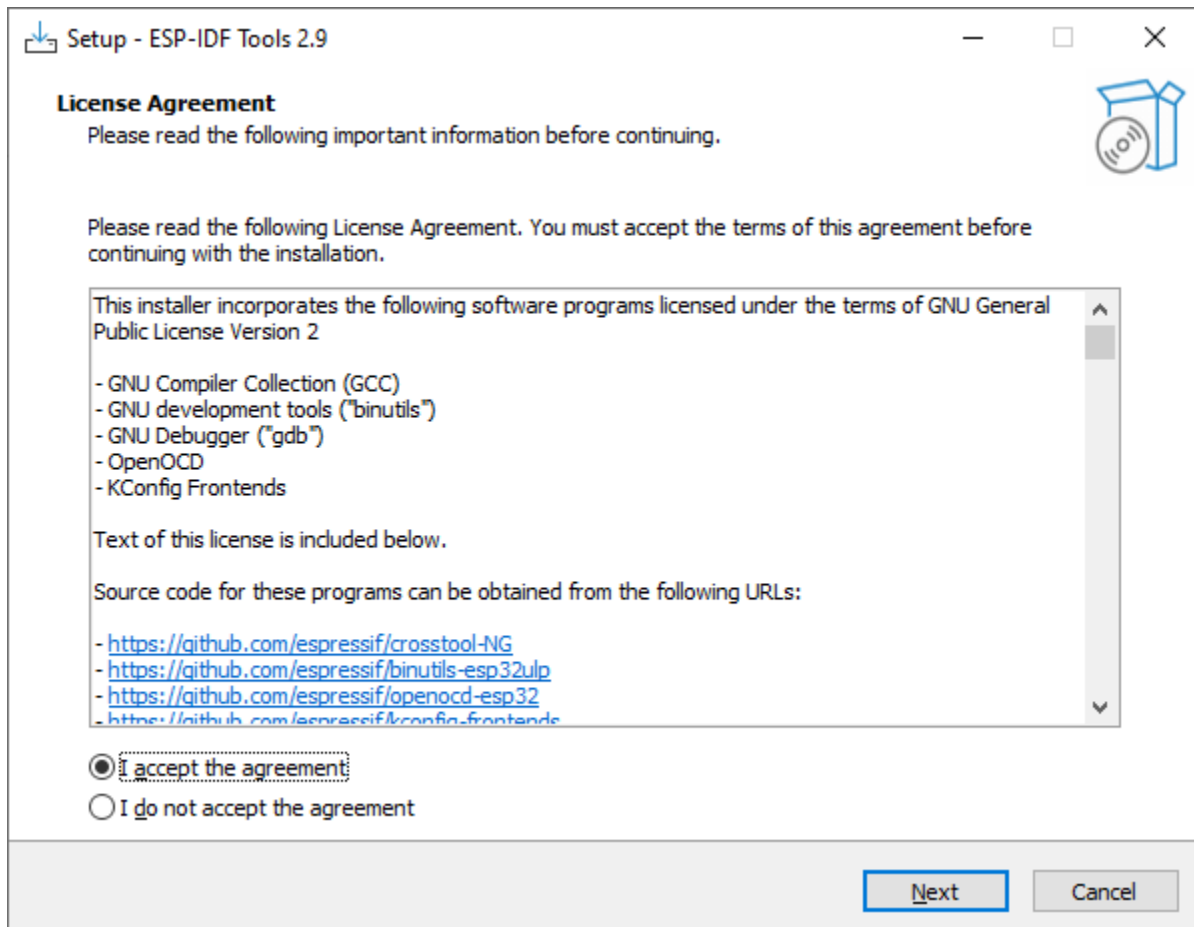 Setup - ESP-IDF Tools 2.9
License Agreement
Please read the following important information before continuing.
Please read the following License Agreement. You must accept the terms of this agreement before
continuing with the installation.
This installer incorporates the following software programs licensed under the terms of GNU General
Public License Version 2
- GNU Compiler Collection (GCC)
- GNU development tools ("binutils")
- GNU Debugger ("gdb")
- OpenOCD
- KConfig Frontends
Text of this license is included below.
Source code for these programs can be obtained from the following URLs:
- https://github.com/espressif/crosstool-NG
- https://github.com/espressif/binutils-esp32ulp
- https://github.com/espressif/openocd-esp32
- https://github.com/espressif/kconfig-frontends
I accept the agreement
I do not accept the agreement
Next
Cancel